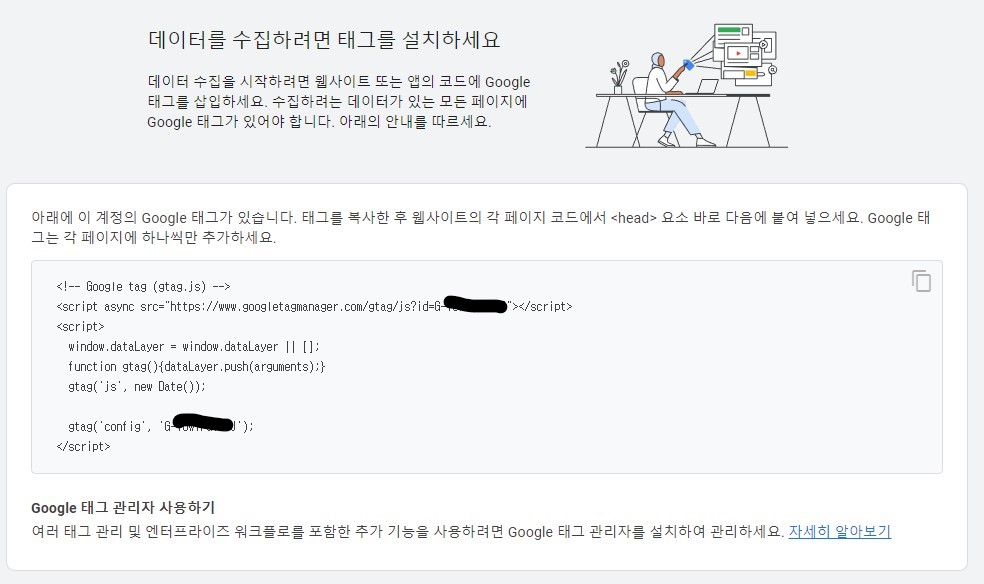 데이터를 수집하려면 태그를 설치하세요
데이터 수집을 시작하려면 웹사이트 또는 앱의 코드에 Google
태그를 삽입하세요. 수집하려는 데이터가 있는 모든 페이지에
Google 태그가 있어야 합니다. 아래의 안내를 따르세요.
아래에 이 계정의 Google 태그가 있습니다. 태그를 복사한 후 웹사이트의 각 페이지 코드에서 <head> 요소 바로 다음에 붙여 넣으세요. Google 태
그는 각 페이지에 하나씩만 추가하세요.
<!-- Google tag (gtag.js) -->
<script async src="https://www.googletagmanager.com/gtag/js?id=G-"></script>
<script>
window.dataLayer = window.dataLayer || [];
function gtag(){dataLayer.push(arguments);}
gtag('js', new Date());
gtag('config', 'G-');
</script>
Google 태그 관리자 사용하기
여러 태그 관리 및 엔터프라이즈 워크플로를 포함한 추가 기능을 사용하려면 Google 태그 관리자를 설치하여 관리하세요. 자세히 알아보기